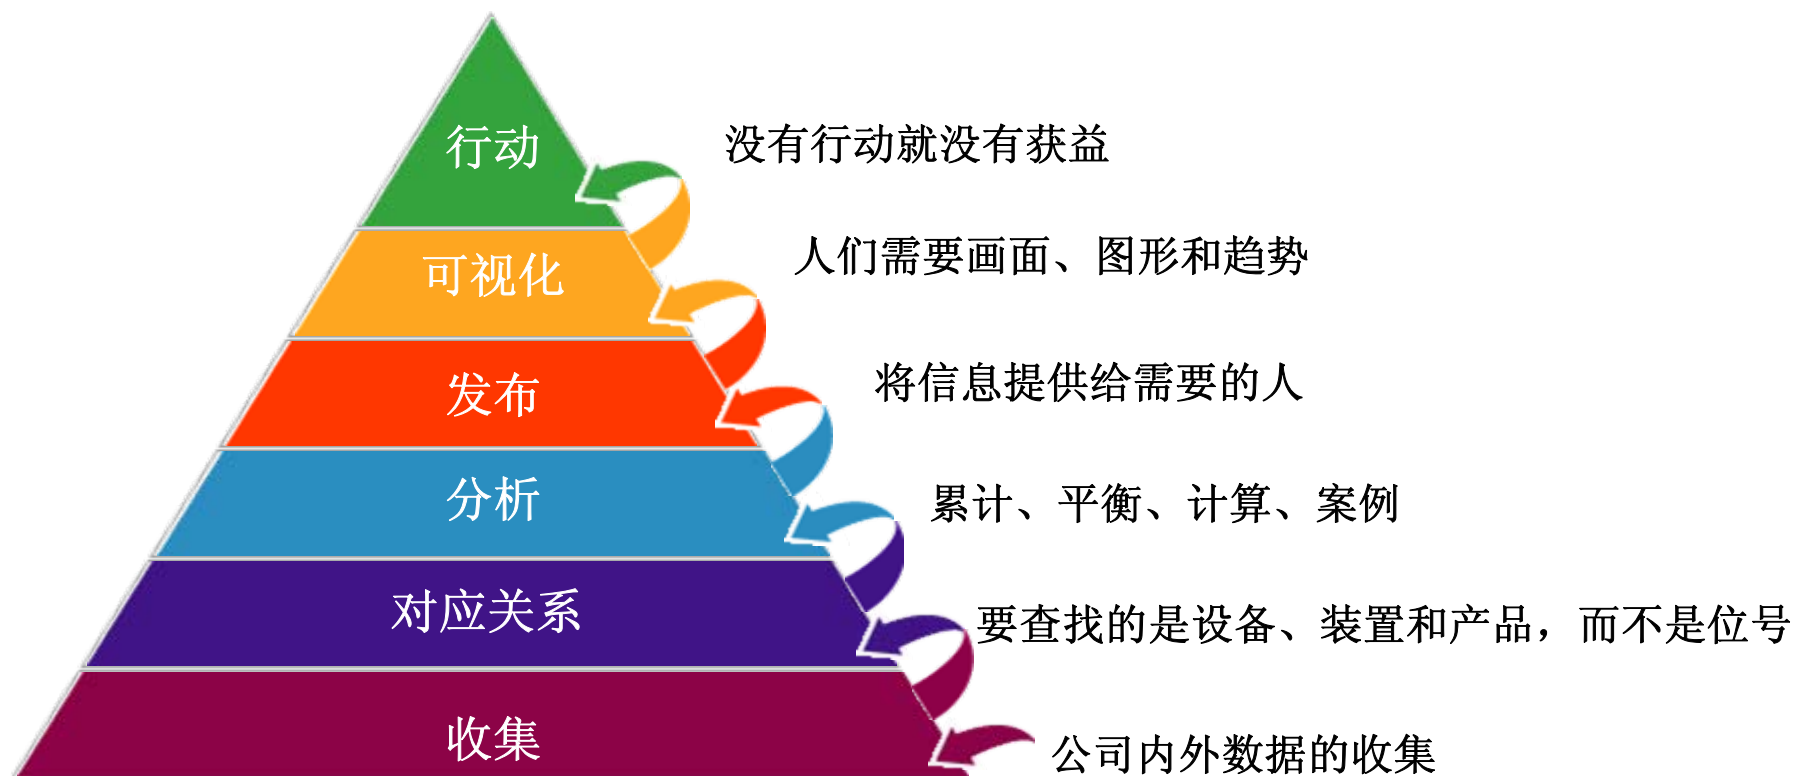 行动
没有行动就没有获益
可视化
人们需要画面、图形和趋势
发布
将信息提供给需要的人
分析
累计、平衡、计算、案例
对应关系
要查找的是设备、装置和产品，而不是位号
收集
公司内外数据的收集